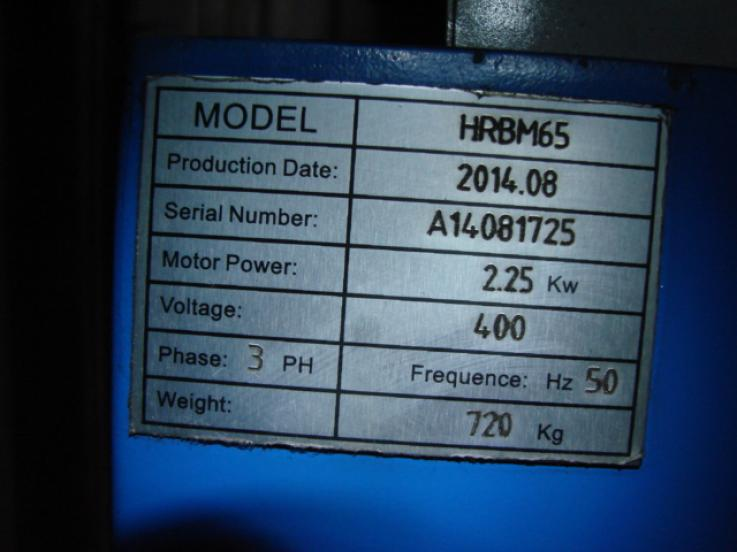 MODEL HRBM65
Production Date: 2014.08
Serial Number: A14081725
Motor Power: 2.25 Kw
Voltage: 400
Phase: 3 PH Frequence: Hz 50
Weight: 720 Kg